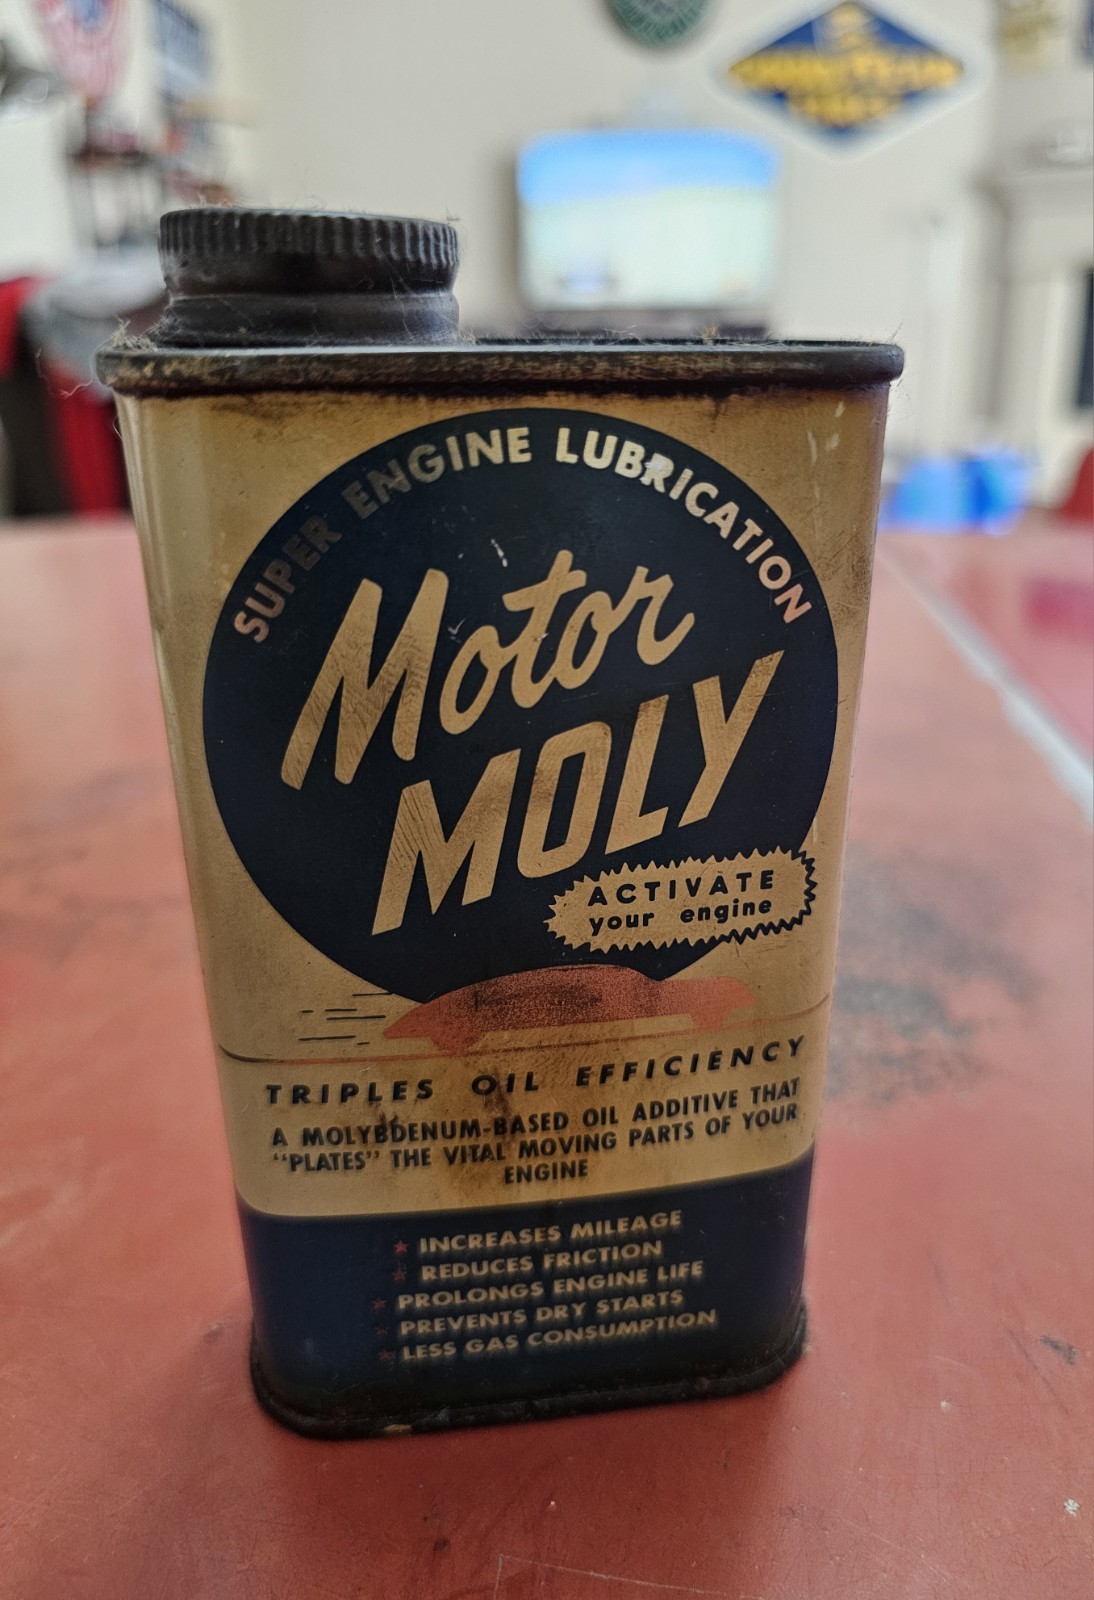 SUPER ENGINE LUBRICATION
Motor
MOLY
ACTIVATE
your engine
TRIPLES OIL EFFICIENCY
A MOLYBDENUM-BASED OIL ADDITIVE THAT
“PLATES” THE VITAL MOVING PARTS OF YOUR
ENGINE
INCREASES MILEAGE
REDUCES FRICTION
PROLONGS ENGINE LIFE
PREVENTS DRY STARTS
LESS GAS CONSUMPTION